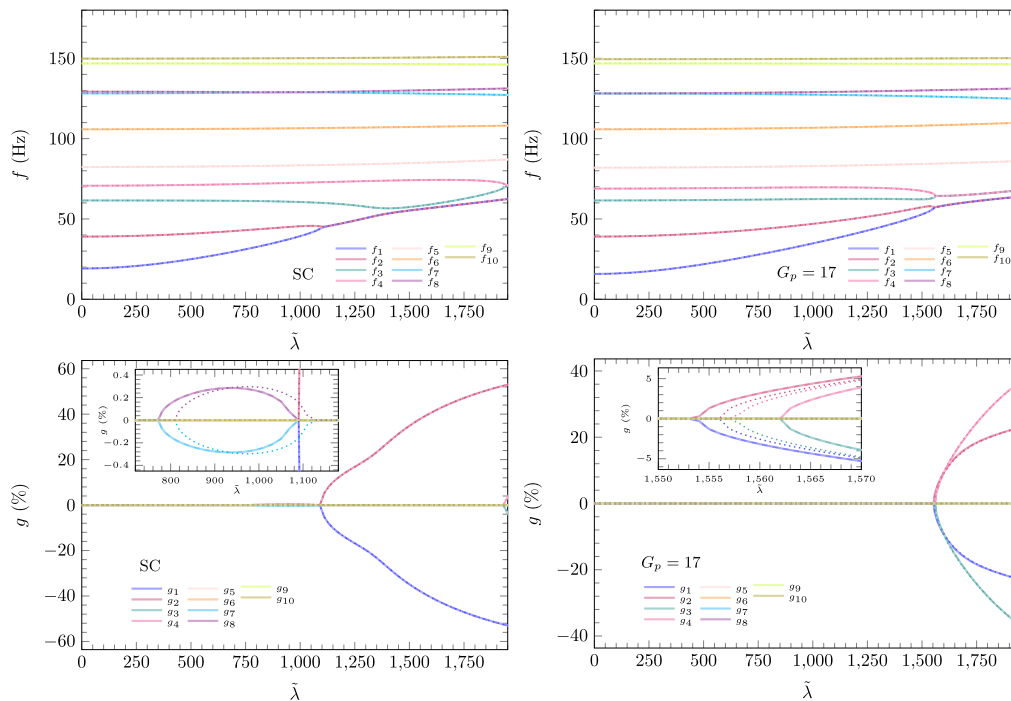 150
100
50
0
f (Hz)
0 250 500 750 1,000 1,250 1,500 1,750
λ̃
SC
f1 f5 f9
f2 f6 f10
f3 f7
f4 f8
150
100
50
0
f (Hz)
0 250 500 750 1,000 1,250 1,500 1,750
λ̃
Gp = 17
f1 f5 f9
f2 f6 f10
f3 f7
f4 f8
60
40
20
0
−20
−40
−60
g (%)
0 250 500 750 1,000 1,250 1,500 1,750
λ̃
0.4
0.2
0
−0.2
−0.4
g (%)
800 900 1,000 1,100
λ̃
SC
g1 g5 g9
g2 g6 g10
g3 g7
g4 g8
40
20
0
−20
−40
g (%)
0 250 500 750 1,000 1,250 1,500 1,750
λ̃
5
0
−5
g (%)
1,550 1,555 1,560 1,565 1,570
λ̃
Gp = 17
g1 g5 g9
g2 g6 g10
g3 g7
g4 g8